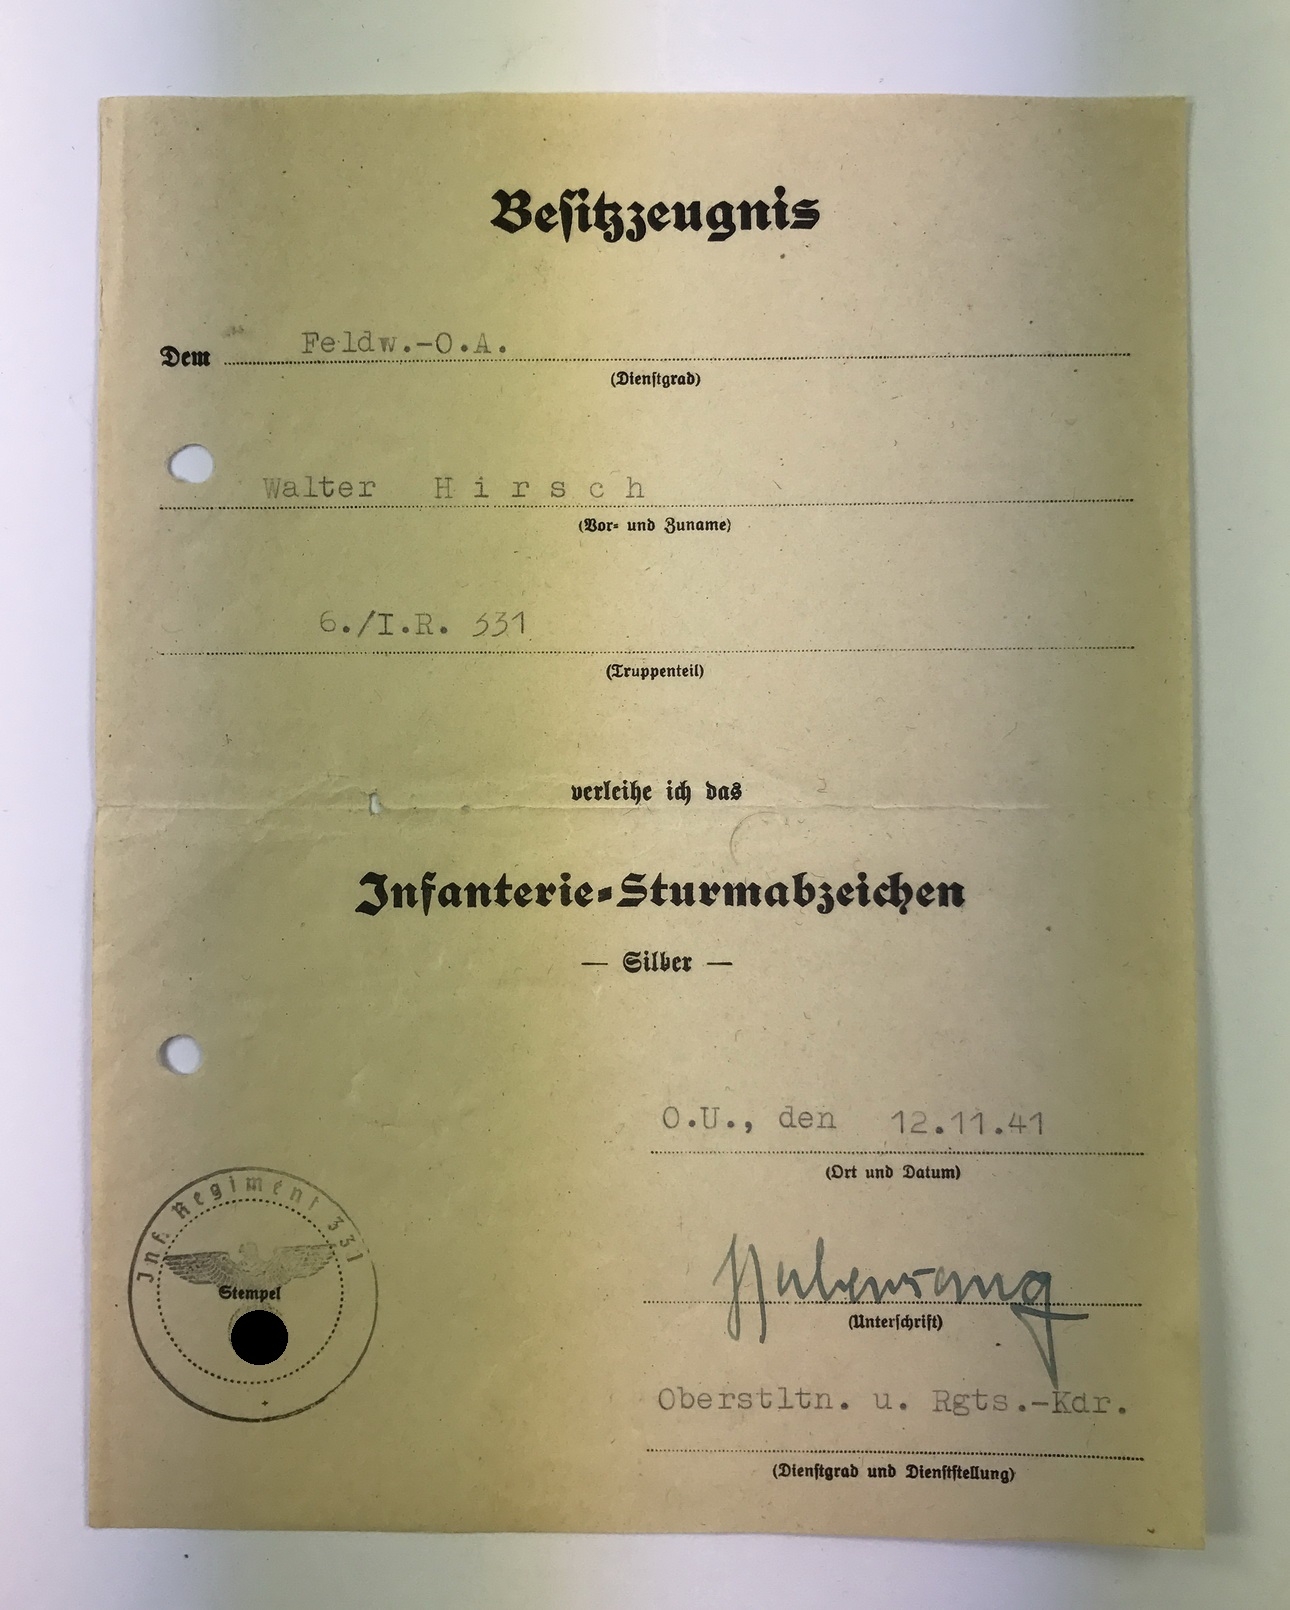 Besitzzeugnis
Dem Feldw.-O.A.
(Dienstgrad)
Walter H i r s c h
(Vor- und Zuname)
6./I.R. 331
(Truppenteil)
verleihe ich das
Infanterie-Sturmabzeichen
— Silber —
O.U., den 12.11.41
(Ort und Datum)
Inf. Regiment 331
Stempel
(Unterschrift)
Oberstltn. u. Rgts.-Kdr.
(Dienstgrad und Dienststellung)